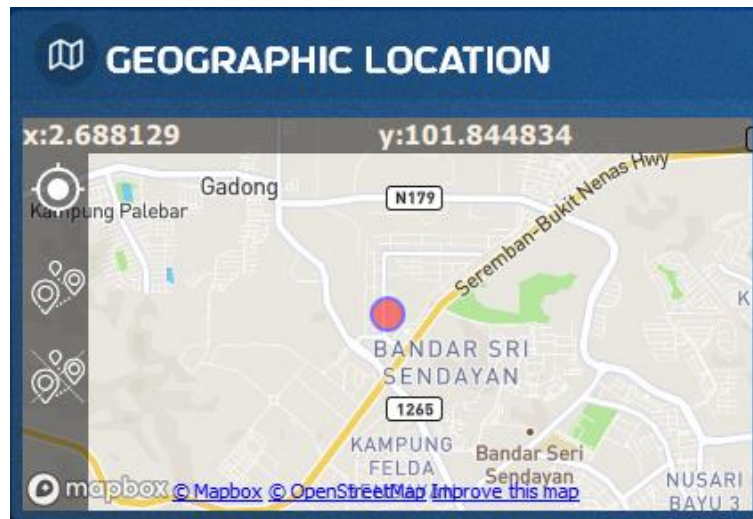 GEOGRAPHIC LOCATION
x:2.688129 y:101.844834
Gadong
Kampung Palebar
N179
Seremban-Bukit Nenas Hwy
K
BANDAR SRI
SENDAYAN
1265
KAMPUNG
FELDA
Bandar Seri
Sendayan
NUSARI
BAYU 3
mapbox © Mapbox © OpenStreetMap Improve this map